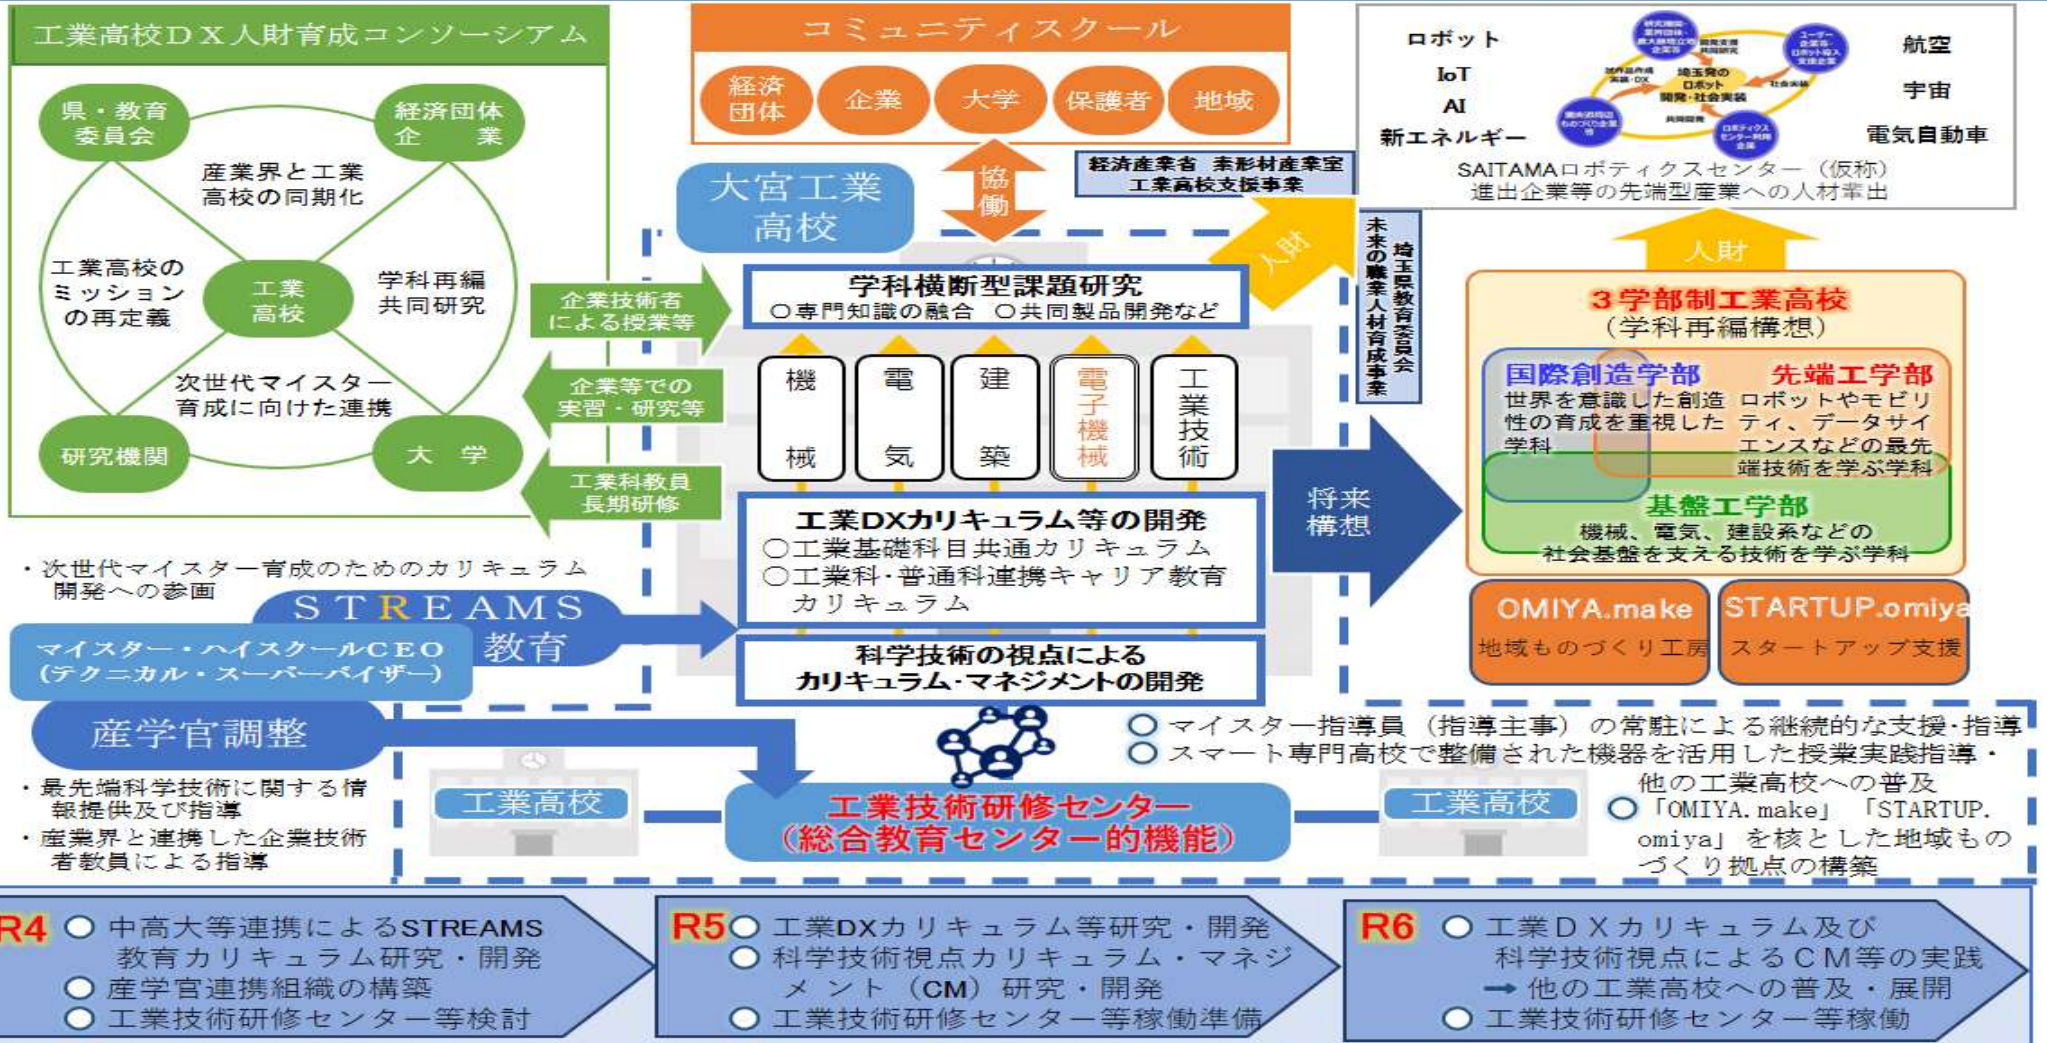 工業高校DX人財育成コンソーシアム
県・教育
委員会
経済団体
企　業
産業界と工業
高校の同期化
工業高校の
ミッション
の再定義
工業
高校
学科再編
共同研究
次世代マイスター
育成に向けた連携
研究機関
大　学
コミュニティスクール
経済
団体
企業
大学
保護者
地域
協
働
経済産業省 素形材産業室
工業高校支援事業
大宮工業
高校
人財
埼玉県教育委員会
未来の職業人材育成事業
ロボット
IoT
AI
新エネルギー
埼玉発の
ロボット
開発・社会実装
社会実装
共同開発
航空
宇宙
電気自動車
SAITAMAロボティクスセンター（仮称）
進出企業等の先端型産業への人材輩出
人財
企業技術者
による授業等
企業等での
実習・研究等
工業科教員
長期研修
学科横断型課題研究
○専門知識の融合 ○共同製品開発など
機械
電気
建築
電子機械
工業技術
工業DXカリキュラム等の開発
○工業基礎科目共通カリキュラム
○工業科・普通科連携キャリア教育
カリキュラム
科学技術の視点による
カリキュラム・マネジメントの開発
将来
構想
3学部制工業高校
（学科再編構想）
国際創造学部
世界を意識した創造
性の育成を重視した
学科
先端工学部
ロボットやモビリ
ティ、データサイ
エンスなどの最先
端技術を学ぶ学科
基盤工学部
機械、電気、建設系などの
社会基盤を支える技術を学ぶ学科
OMIYA.make
地域ものづくり工房
STARTUP.omiya
スタートアップ支援
・次世代マイスター育成のためのカリキュラム
開発への参画
STREAMS
教育
マイスター・ハイスクールCEO
(テクニカル・スーパーバイザー)
産学官調整
・最先端科学技術に関する情
報提供及び指導
・産業界と連携した企業技術
者教員による指導
工業高校
工業技術研修センター
（総合教育センター的機能）
工業高校
○マイスター指導員（指導主事）の常駐による継続的な支援・指導
○スマート専門高校で整備された機器を活用した授業実践指導・
他の工業高校への普及
○「OMIYA.make」「STARTUP.
omiya」を核とした地域もの
づくり拠点の構築
R4
○中高大等連携によるSTREAMS
教育カリキュラム研究・開発
○産学官連携組織の構築
○工業技術研修センター等検討
R5
○工業DXカリキュラム等研究・開発
○科学技術視点カリキュラム・マネジ
メント（CM）研究・開発
○工業技術研修センター等稼働準備
R6
○工業DXカリキュラム及び
科学技術視点によるCM等の実践
→他の工業高校への普及・展開
○工業技術研修センター等稼働